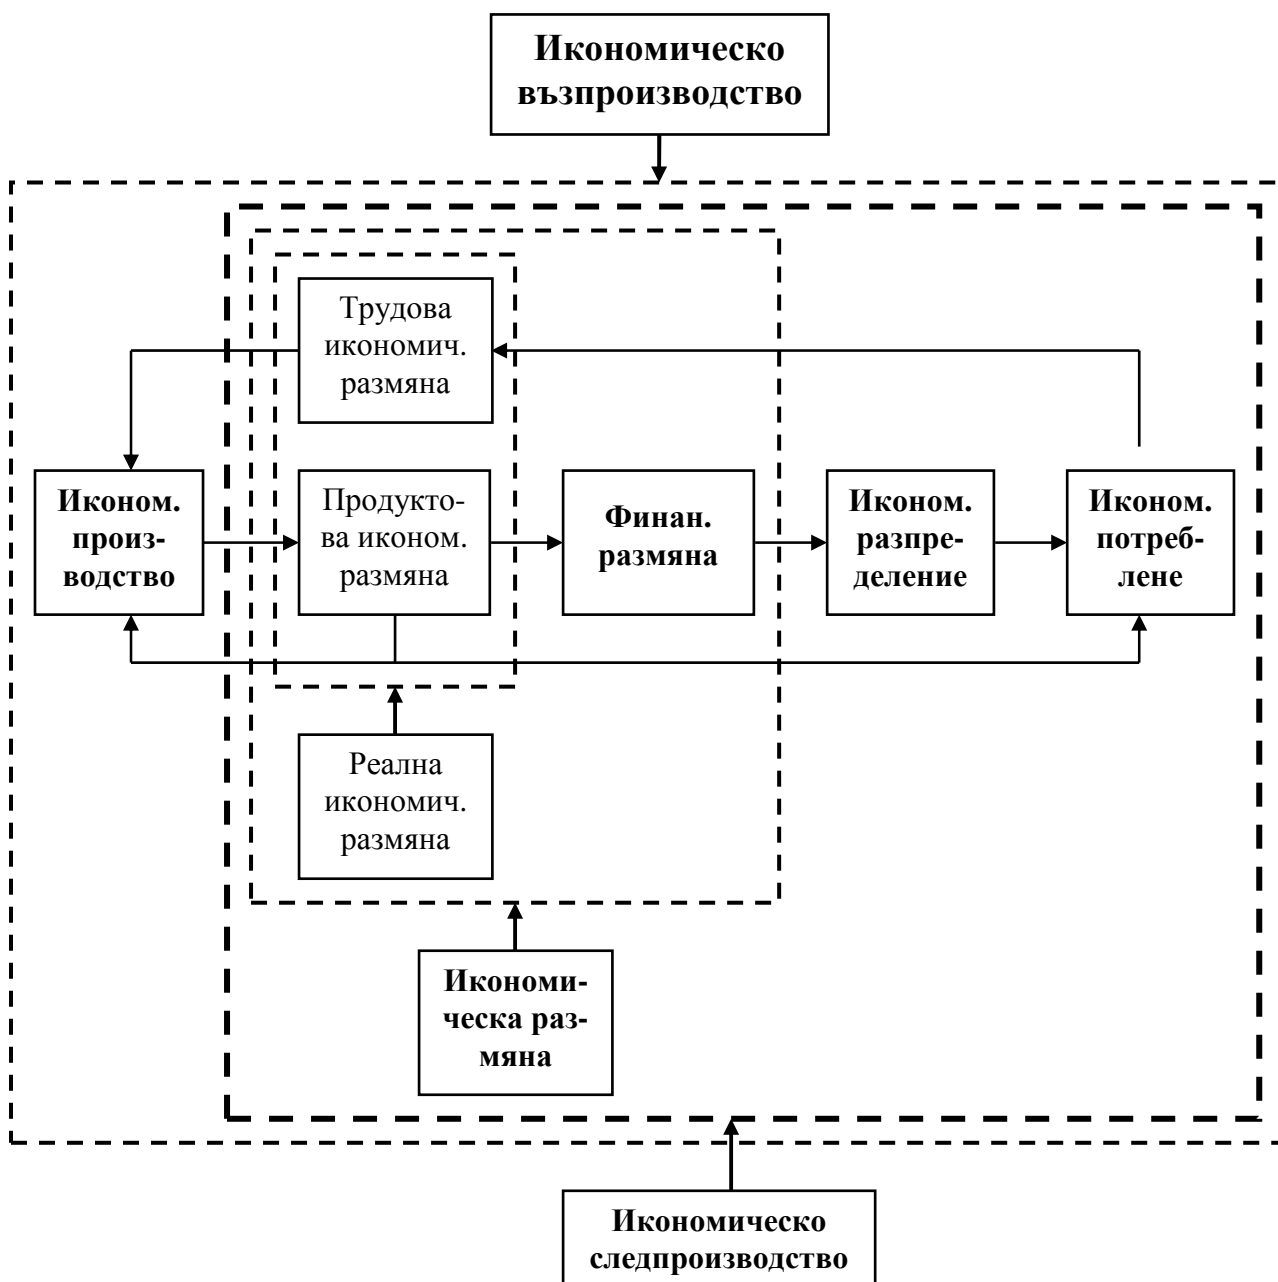 Икономическо
възпроизводство
Трудова
икономич.
размяна
Иконом.
произ-
водство
Продукто-
ва иконом.
размяна
Финан.
размяна
Иконом.
разпре-
деление
Иконом.
потреб-
лене
Реална
икономич.
размяна
Икономи-
ческа раз-
мяна
Икономическо
следпроизводство